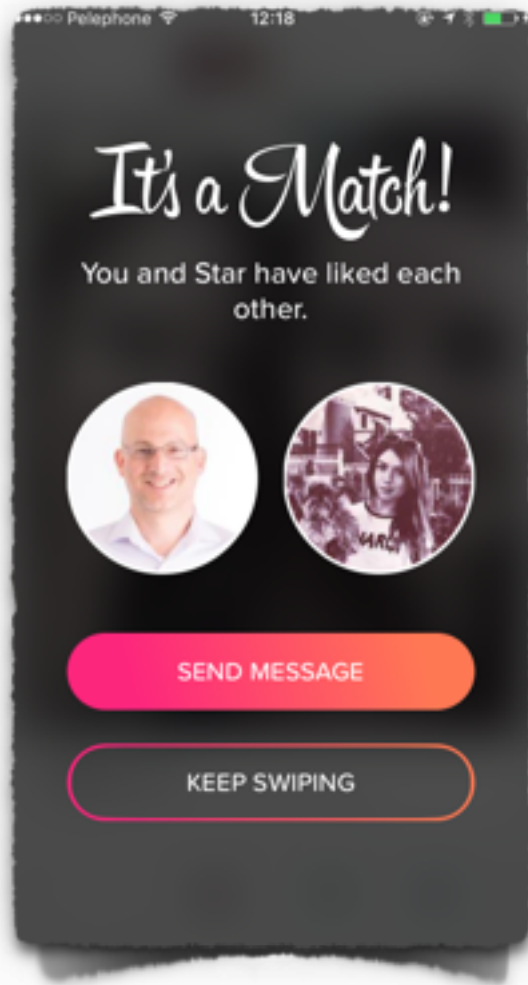 Pelephone 12:18
It's a Match!
You and Star have liked each
other.
SEND MESSAGE
KEEP SWIPING